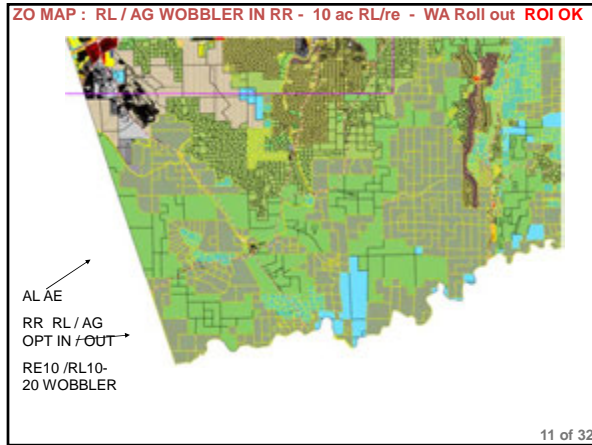 ZO MAP : RL / AG WOBBLER IN RR - 10 ac RL/re - WA Roll out ROI OK
AL AE
RR RL / AG
OPT IN / OUT
RE10 /RL10-
20 WOBBLER
11 of 32